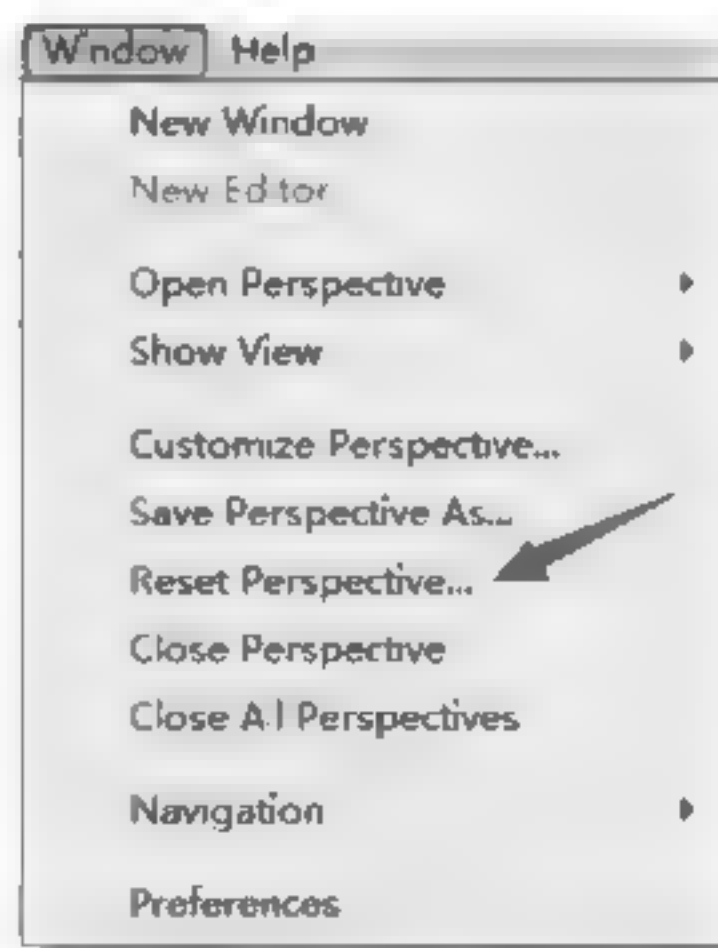 Window Help
New Window
New Editor
Open Perspective
Show View
Customize Perspective...
Save Perspective As...
Reset Perspective...
Close Perspective
Close All Perspectives
Navigation
Preferences